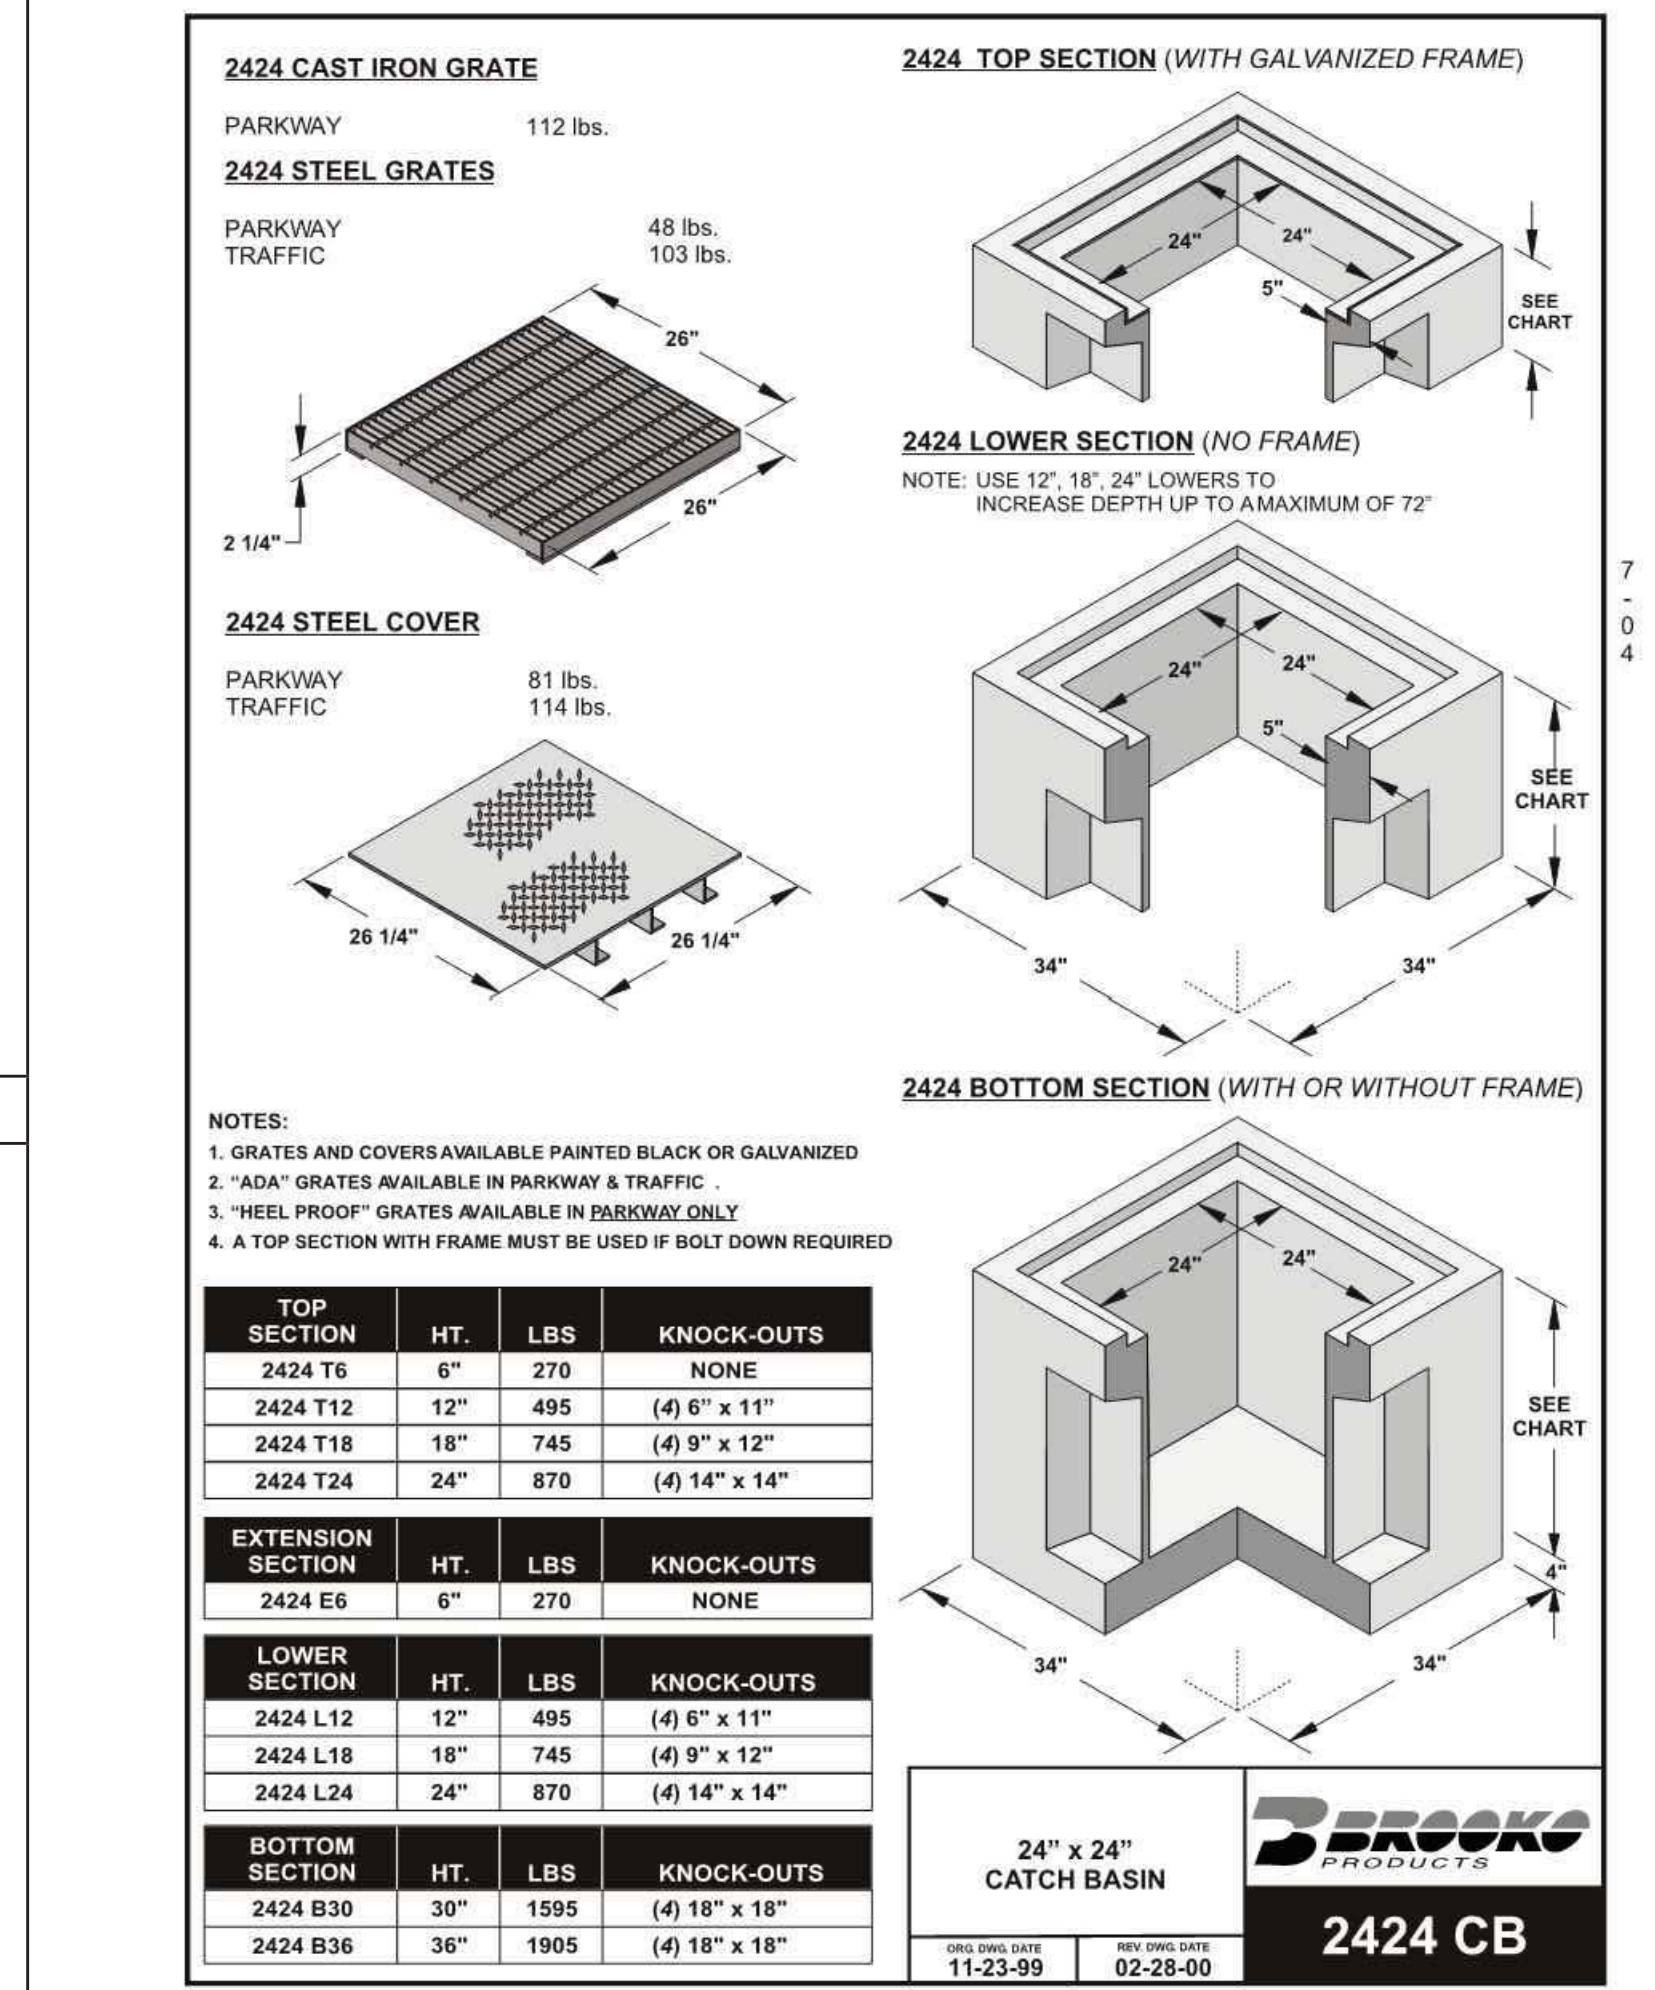 2424 CAST IRON GRATE
PARKWAY 112 lbs.
2424 STEEL GRATES
PARKWAY 48 lbs.
TRAFFIC 103 lbs.
26"
26"
2 1/4"
2424 STEEL COVER
PARKWAY 81 lbs.
TRAFFIC 114 lbs.
26 1/4"
26 1/4"
NOTES:
1. GRATES AND COVERS AVAILABLE PAINTED BLACK OR GALVANIZED
2. “ADA” GRATES AVAILABLE IN PARKWAY & TRAFFIC .
3. “HEEL PROOF” GRATES AVAILABLE IN PARKWAY ONLY
4. A TOP SECTION WITH FRAME MUST BE USED IF BOLT DOWN REQUIRED
TOP
SECTION HT. LBS KNOCK-OUTS
2424 T6 6" 270 NONE
2424 T12 12" 495 (4) 6” x 11”
2424 T18 18" 745 (4) 9" x 12"
2424 T24 24" 870 (4) 14" x 14"
EXTENSION
SECTION HT. LBS KNOCK-OUTS
2424 E6 6" 270 NONE
LOWER
SECTION HT. LBS KNOCK-OUTS
2424 L12 12" 495 (4) 6" x 11"
2424 L18 18" 745 (4) 9" x 12"
2424 L24 24" 870 (4) 14" x 14"
BOTTOM
SECTION HT. LBS KNOCK-OUTS
2424 B30 30" 1595 (4) 18" x 18"
2424 B36 36" 1905 (4) 18" x 18"
2424 TOP SECTION (WITH GALVANIZED FRAME)
24" 24"
5"
SEE
CHART
2424 LOWER SECTION (NO FRAME)
NOTE: USE 12”, 18”, 24” LOWERS TO
INCREASE DEPTH UP TO A MAXIMUM OF 72”
24" 24"
5"
SEE
CHART
34" 34"
2424 BOTTOM SECTION (WITH OR WITHOUT FRAME)
24" 24"
SEE
CHART
4"
34" 34"
24” x 24”
CATCH BASIN
ORG. DWG. DATE
11-23-99
REV. DWG. DATE
02-28-00
BROOKS
PRODUCTS
2424 CB
7
-
0
4